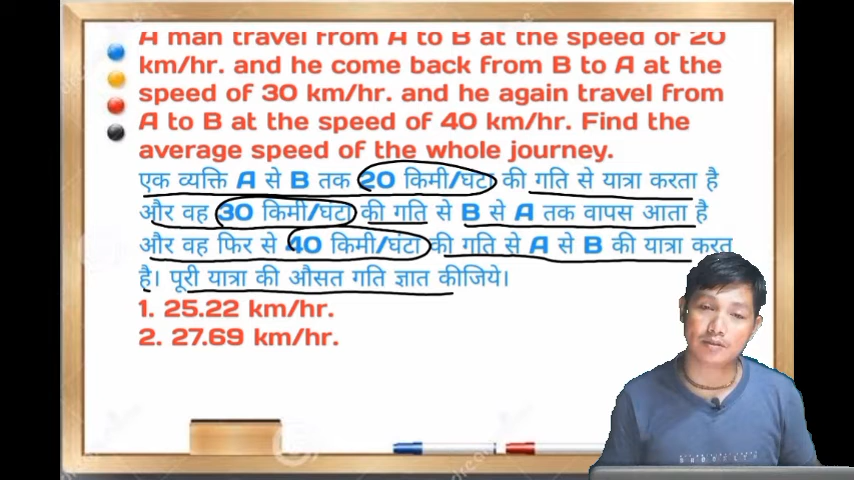 A man travel from A to B at the speed of 20
km/hr. and he come back from B to A at the
speed of 30 km/hr. and he again travel from
A to B at the speed of 40 km/hr. Find the
average speed of the whole journey.
एक व्यक्ति A से B तक 20 किमी/घंटा की गति से यात्रा करता है
और वह 30 किमी/घंटा की गति से B से A तक वापस आता है
और वह फिर से 40 किमी/घंटा की गति से A से B की यात्रा करत
है। पूरी यात्रा की औसत गति ज्ञात कीजिये।
1. 25.22 km/hr.
2. 27.69 km/hr.